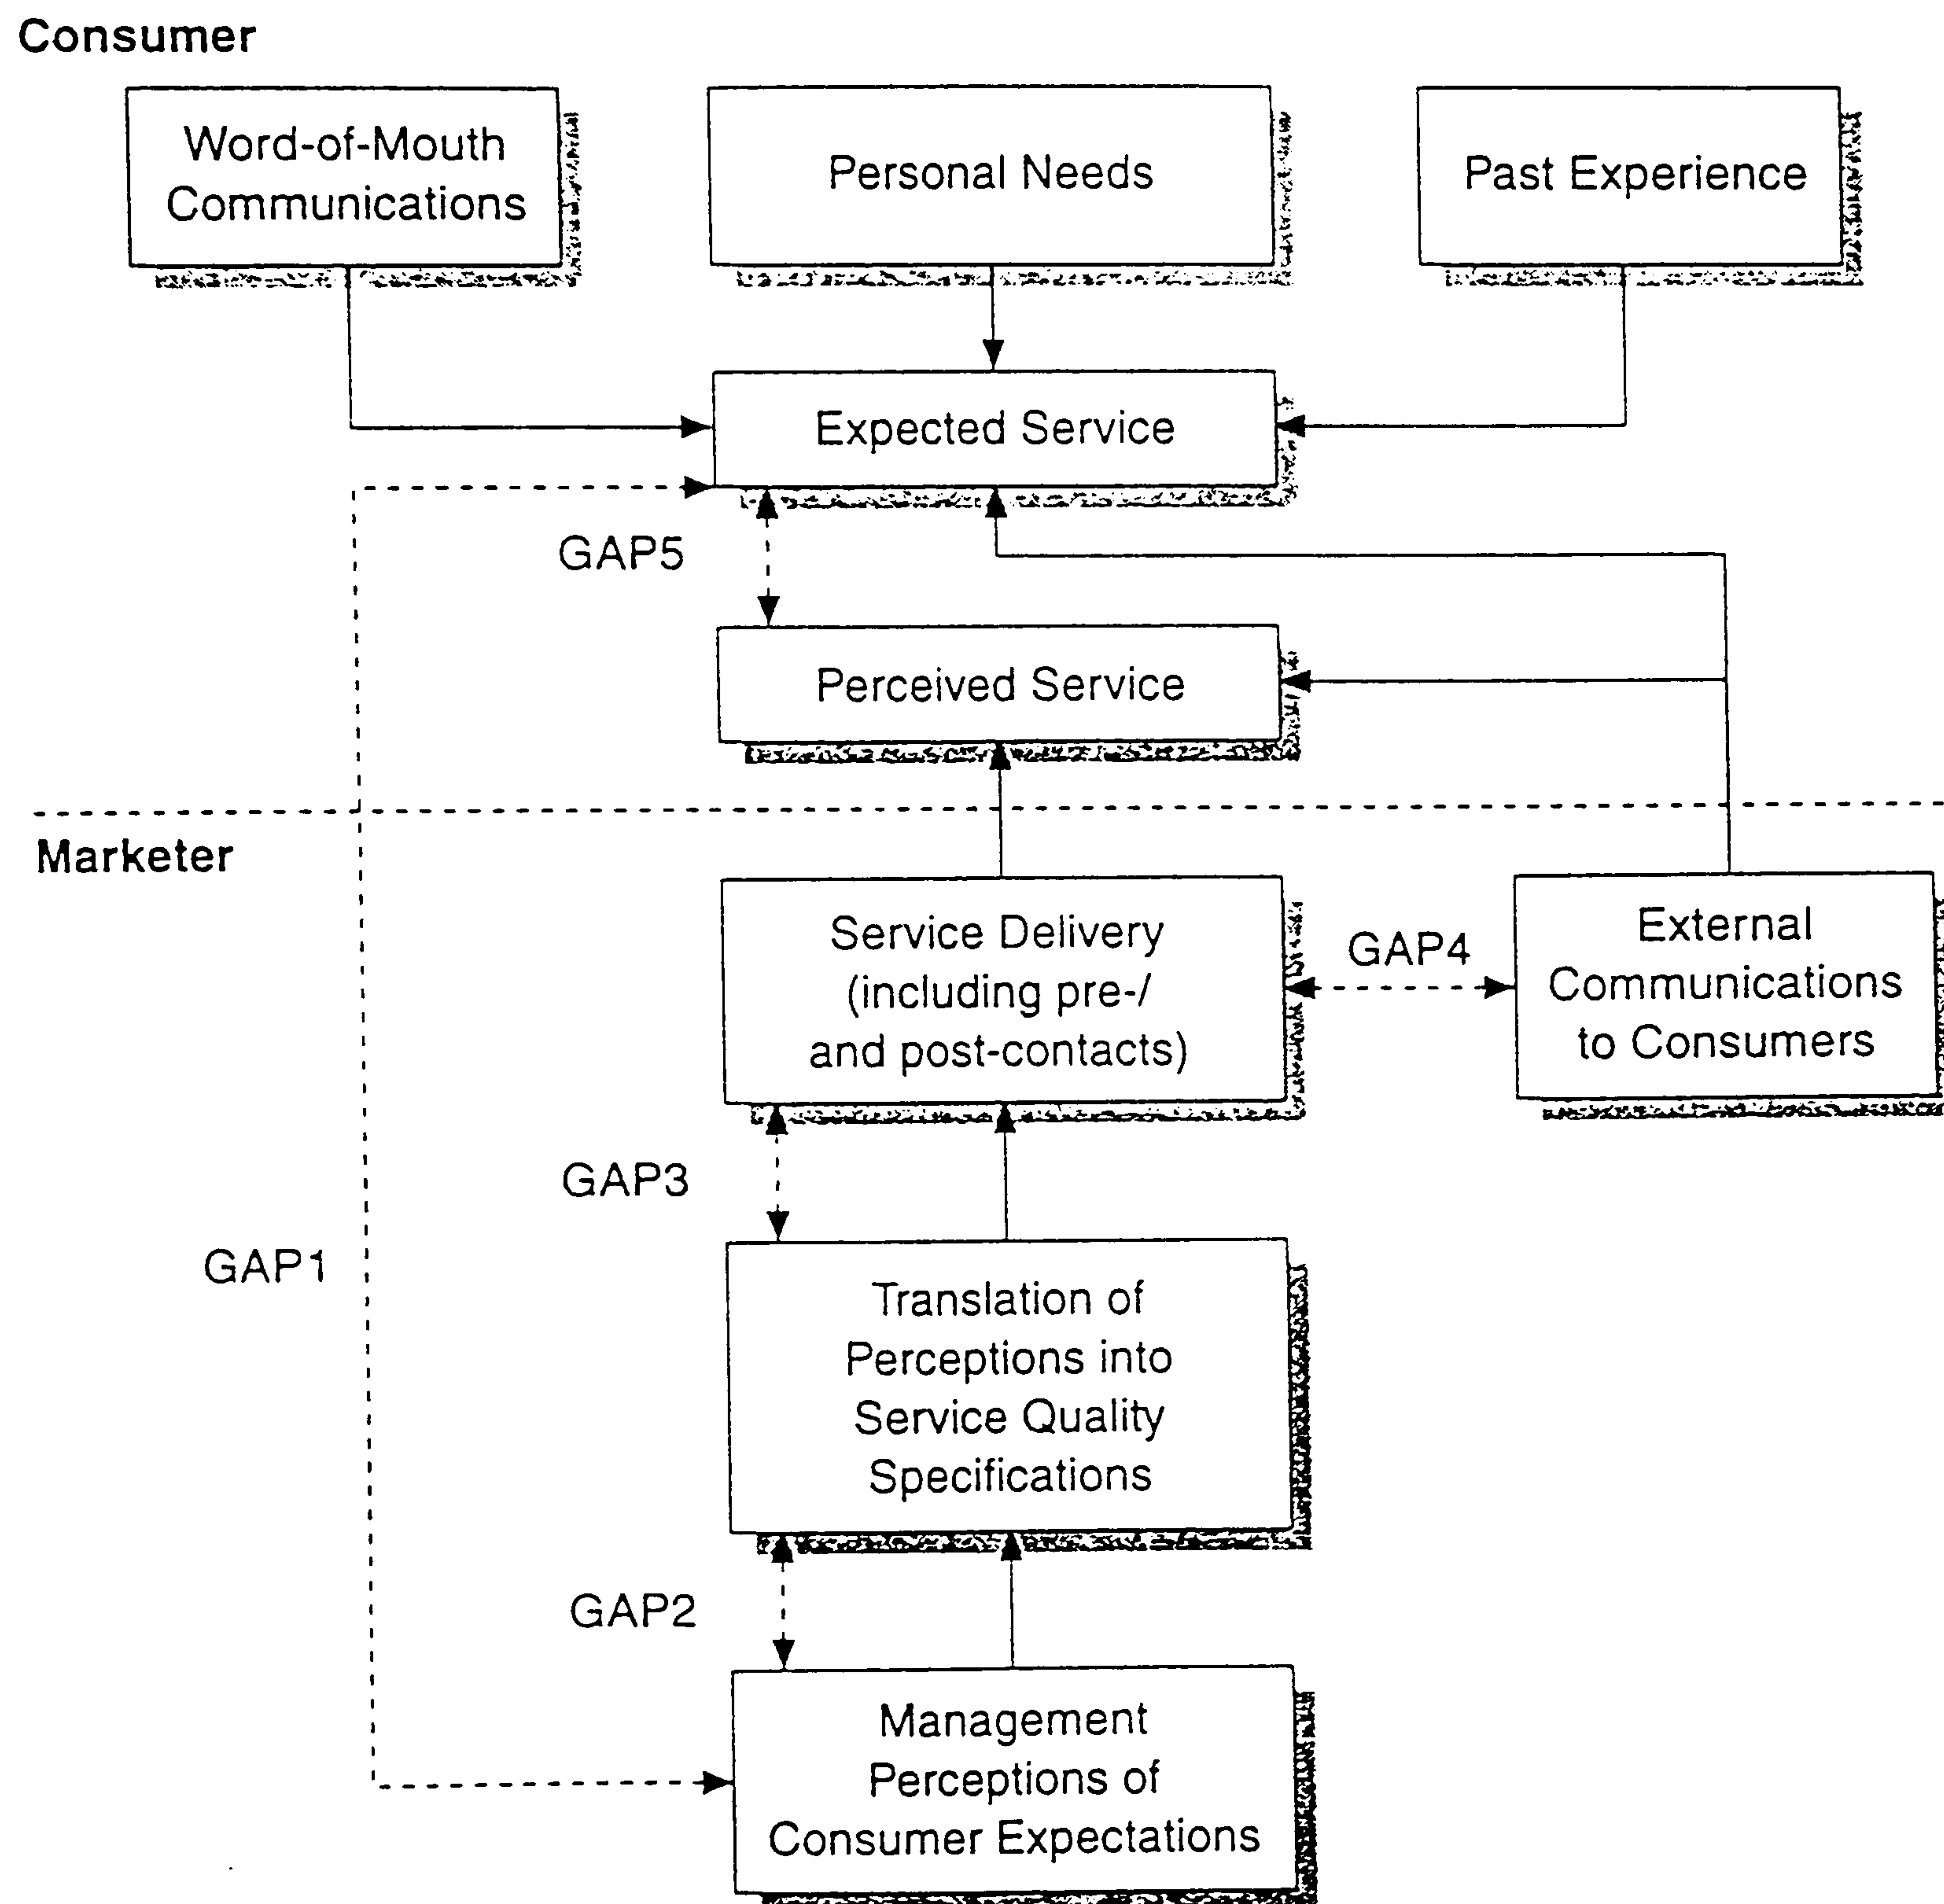 Consumer
Word-of-Mouth
Communications
Personal Needs
Past Experience
Expected Service
GAP5
Perceived Service
Marketer
Service Delivery
(including pre-/
and post-contacts)
GAP4
External
Communications
to Consumers
GAP3
GAP1
Translation of
Perceptions into
Service Quality
Specifications
GAP2
Management
Perceptions of
Consumer Expectations